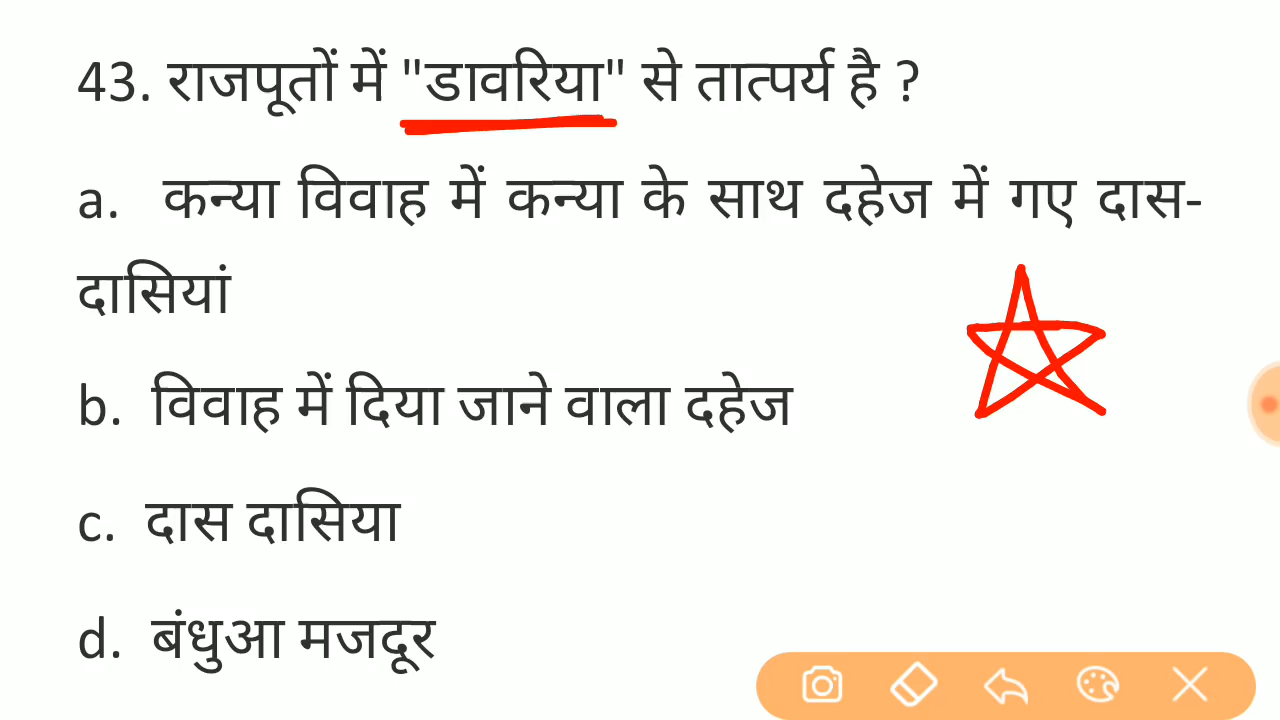 43. राजपूतों में "डावरिया" से तात्पर्य है ?
a. कन्या विवाह में कन्या के साथ दहेज में गए दास-
दासियां
b. विवाह में दिया जाने वाला दहेज
c. दास दासिया
d. बंधुआ मजदूर